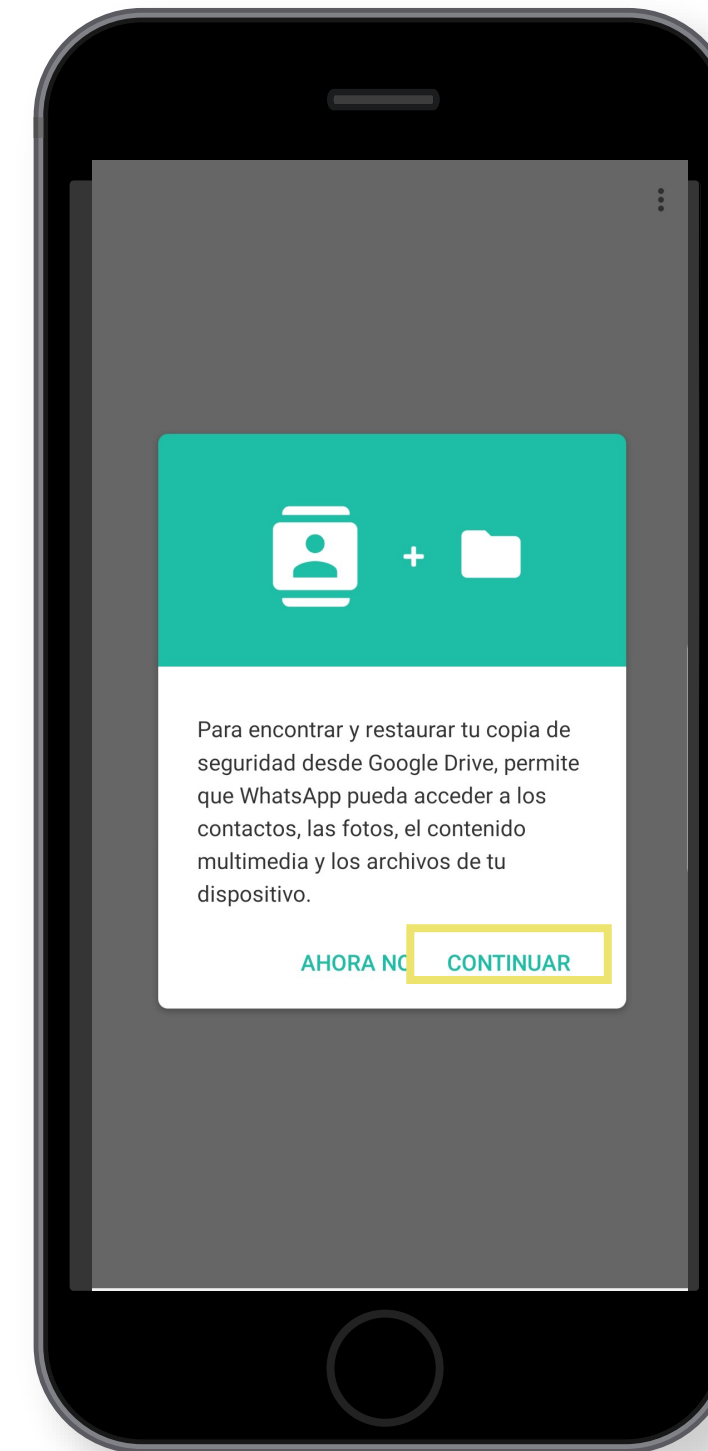 Para encontrar y restaurar tu copia de
seguridad desde Google Drive, permite
que WhatsApp pueda acceder a los
contactos, las fotos, el contenido
multimedia y los archivos de tu
dispositivo.
AHORA NO CONTINUAR